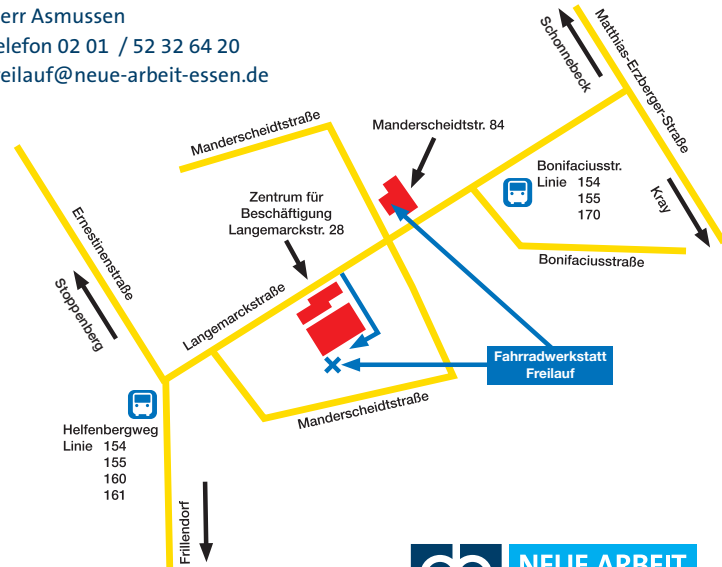 err Asmussen
elefon 02 01 / 52 32 64 20
eilauf@neue-arbeit-essen.de
Schonnebeck
Matthias-Erzberger-Straße
Manderscheidtstraße
Manderscheidtstr. 84
Bonifaciusstr.
Linie 154
155
170
Kray
Zentrum für
Beschäftigung
Langemarckstr. 28
Ernestinenstraße
Stoppenberg
Langemarckstraße
Bonifaciusstraße
Fahrradwerkstatt
Freilauf
Manderscheidtstraße
Helfenbergweg
Linie 154
155
160
161
Frillendorf
NEUE ARBEIT